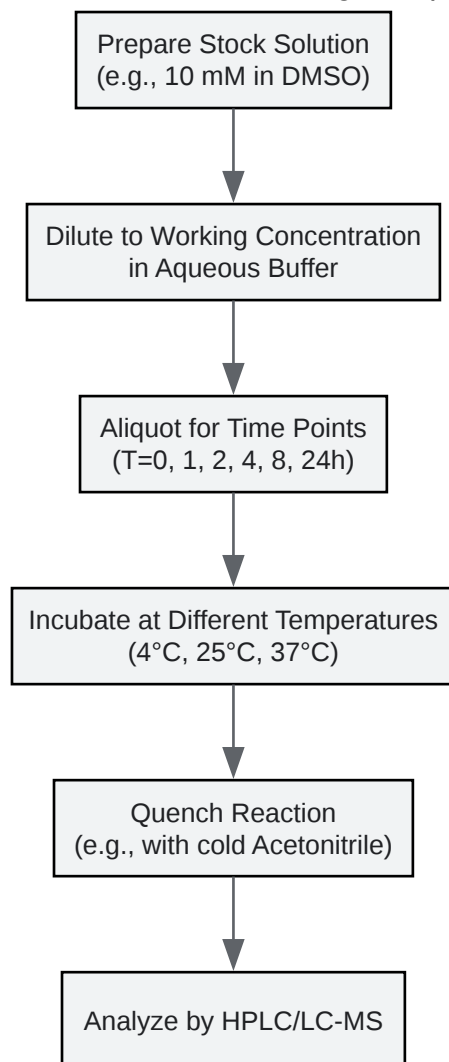 Prepare Stock Solution
(e.g., 10 mM in DMSO)
Dilute to Working Concentration
in Aqueous Buffer
Aliquot for Time Points
(T=0, 1, 2, 4, 8, 24h)
Incubate at Different Temperatures
(4°C, 25°C, 37°C)
Quench Reaction
(e.g., with cold Acetonitrile)
Analyze by HPLC/LC-MS